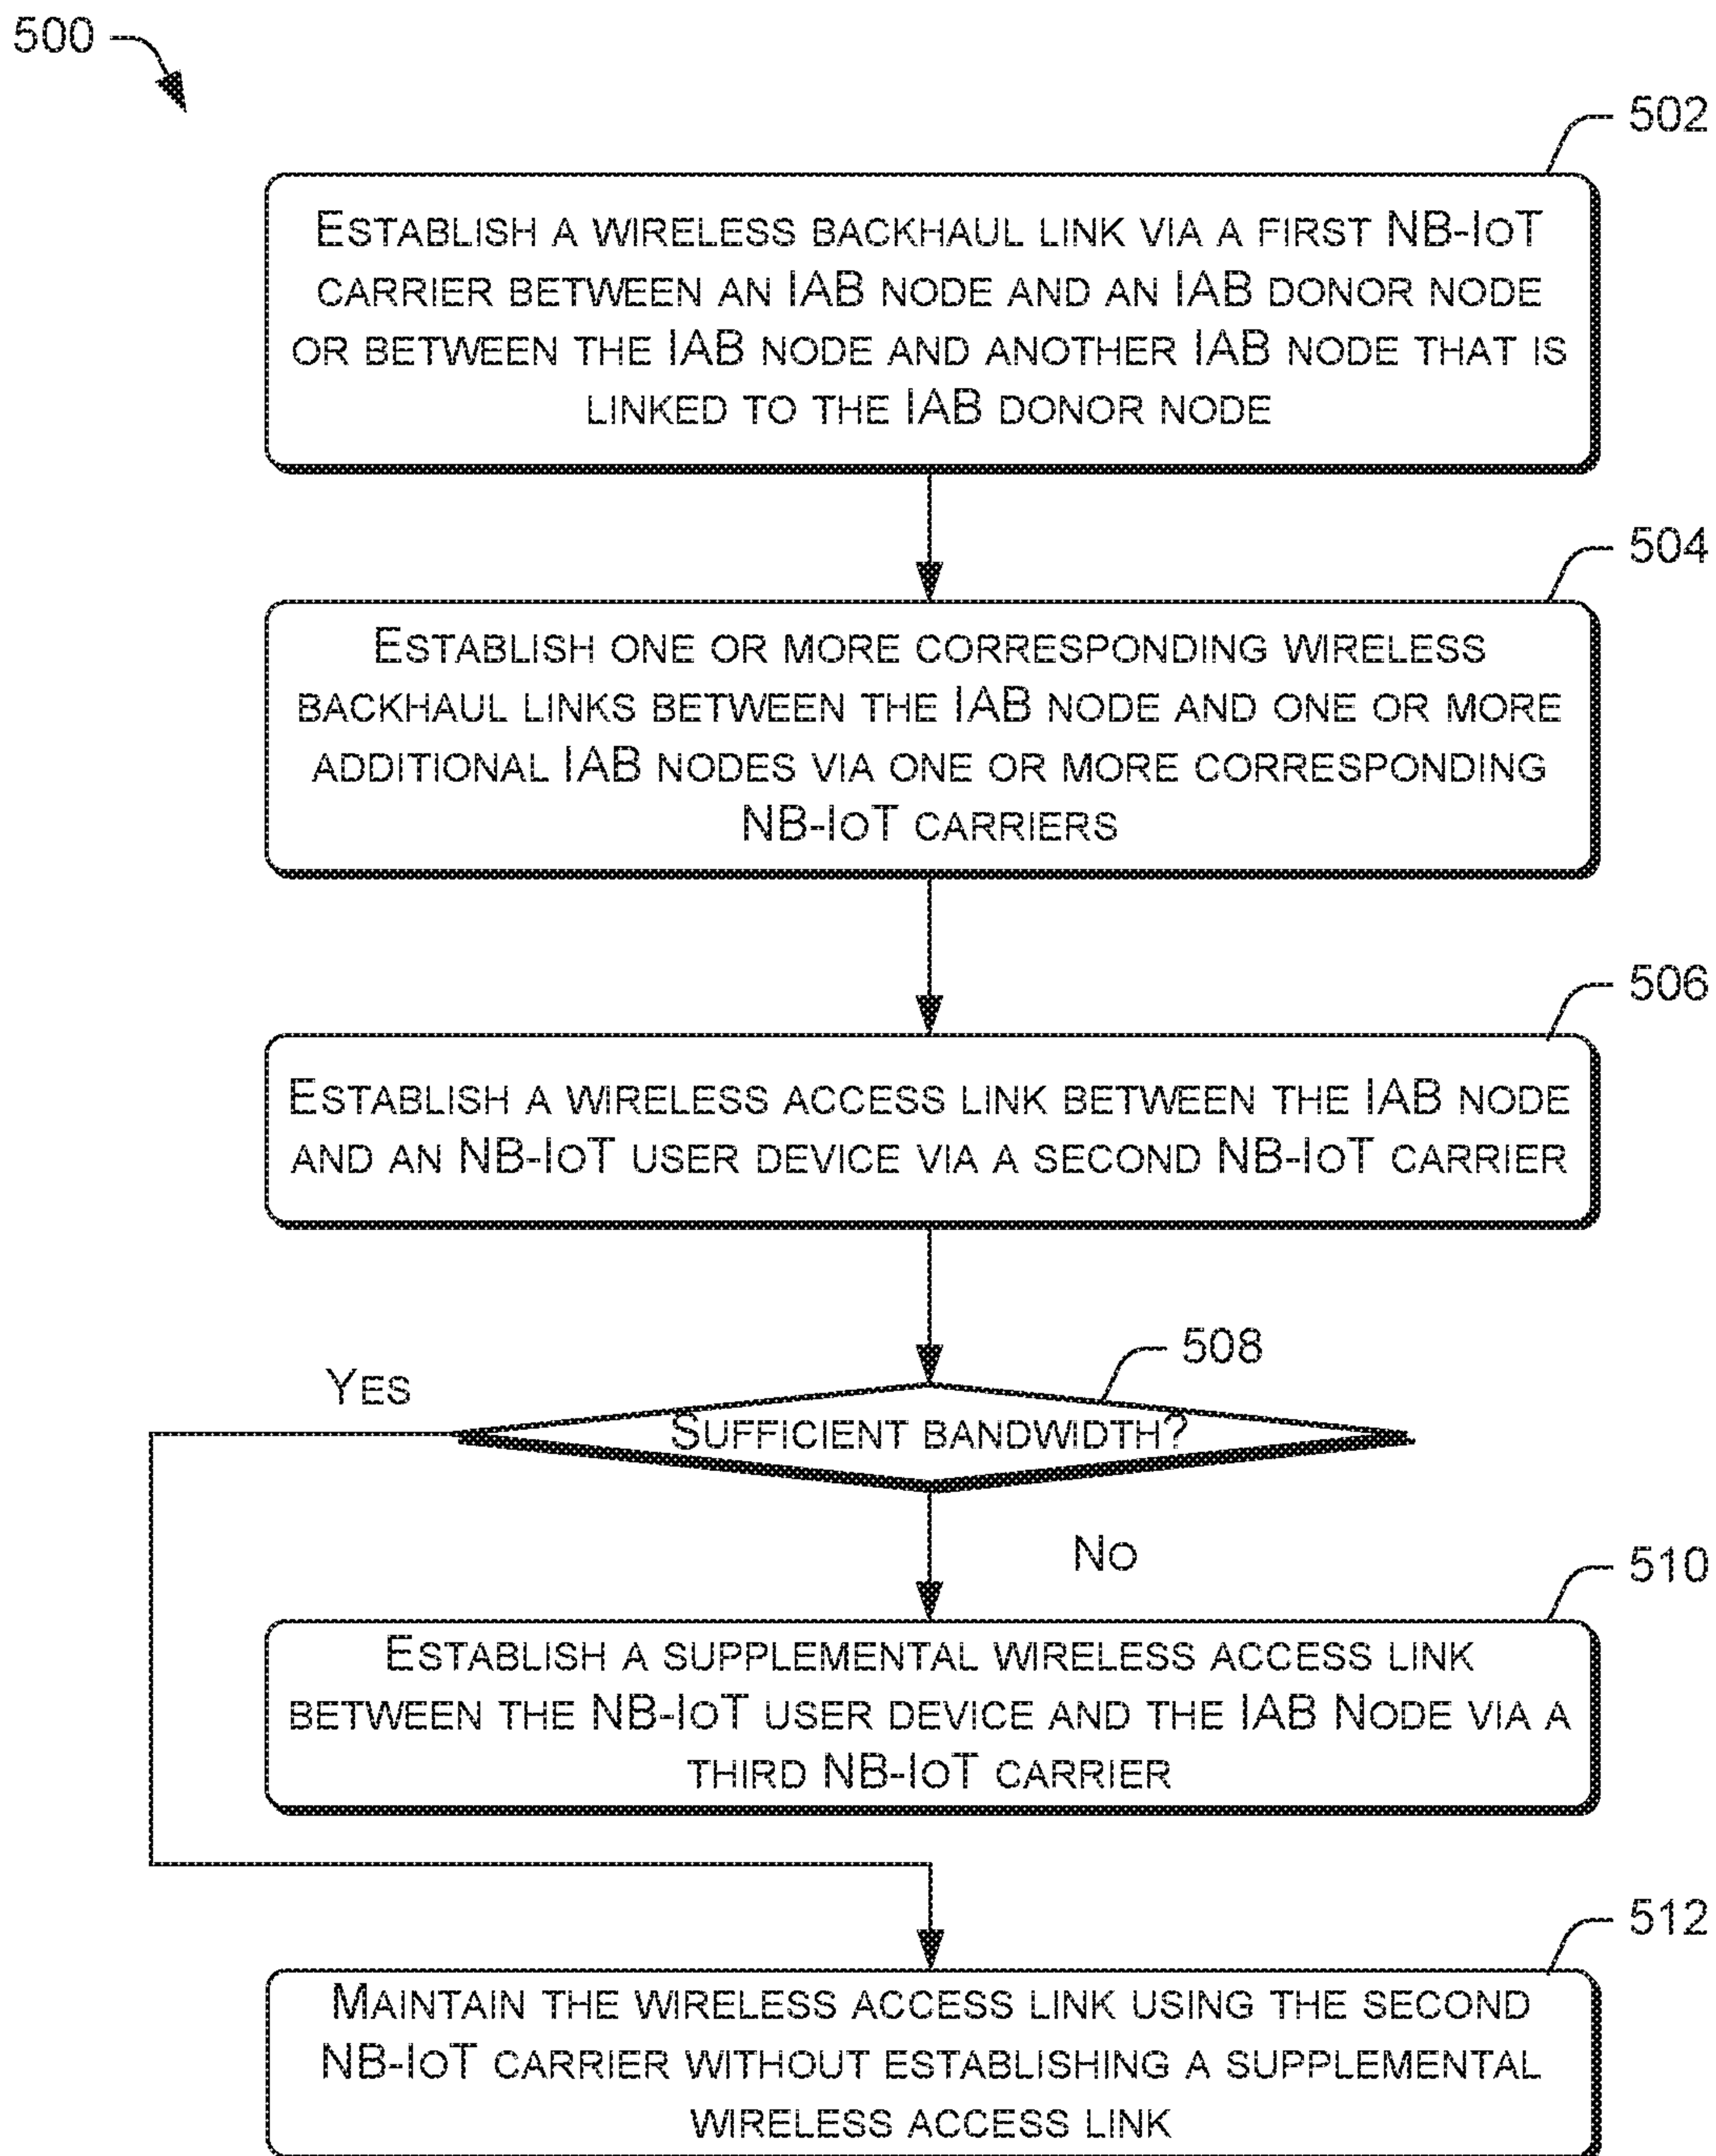 500
502
ESTABLISH A WIRELESS BACKHAUL LINK VIA A FIRST NB-IOT
CARRIER BETWEEN AN IAB NODE AND AN IAB DONOR NODE
OR BETWEEN THE IAB NODE AND ANOTHER IAB NODE THAT IS
LINKED TO THE IAB DONOR NODE
504
ESTABLISH ONE OR MORE CORRESPONDING WIRELESS
BACKHAUL LINKS BETWEEN THE IAB NODE AND ONE OR MORE
ADDITIONAL IAB NODES VIA ONE OR MORE CORRESPONDING
NB-IOT CARRIERS
506
ESTABLISH A WIRELESS ACCESS LINK BETWEEN THE IAB NODE
AND AN NB-IOT USER DEVICE VIA A SECOND NB-IOT CARRIER
508
YES
SUFFICIENT BANDWIDTH?
NO
510
ESTABLISH A SUPPLEMENTAL WIRELESS ACCESS LINK
BETWEEN THE NB-IOT USER DEVICE AND THE IAB NODE VIA A
THIRD NB-IOT CARRIER
512
MAINTAIN THE WIRELESS ACCESS LINK USING THE SECOND
NB-IOT CARRIER WITHOUT ESTABLISHING A SUPPLEMENTAL
WIRELESS ACCESS LINK